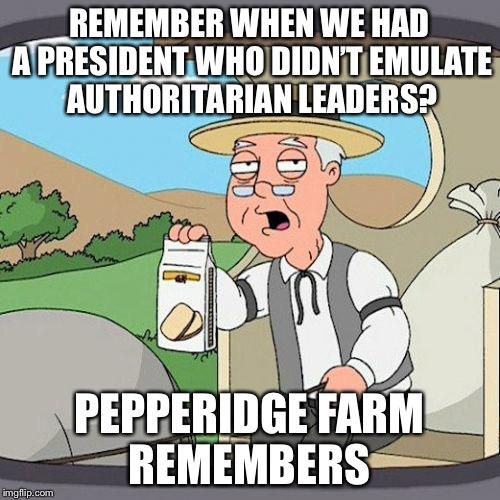 REMEMBER WHEN WE HAD
A PRESIDENT WHO DIDN'T EMULATE
AUTHORITARIAN LEADERS?
PEPPERIDGE FARM
REMEMBERS
imgflip.com